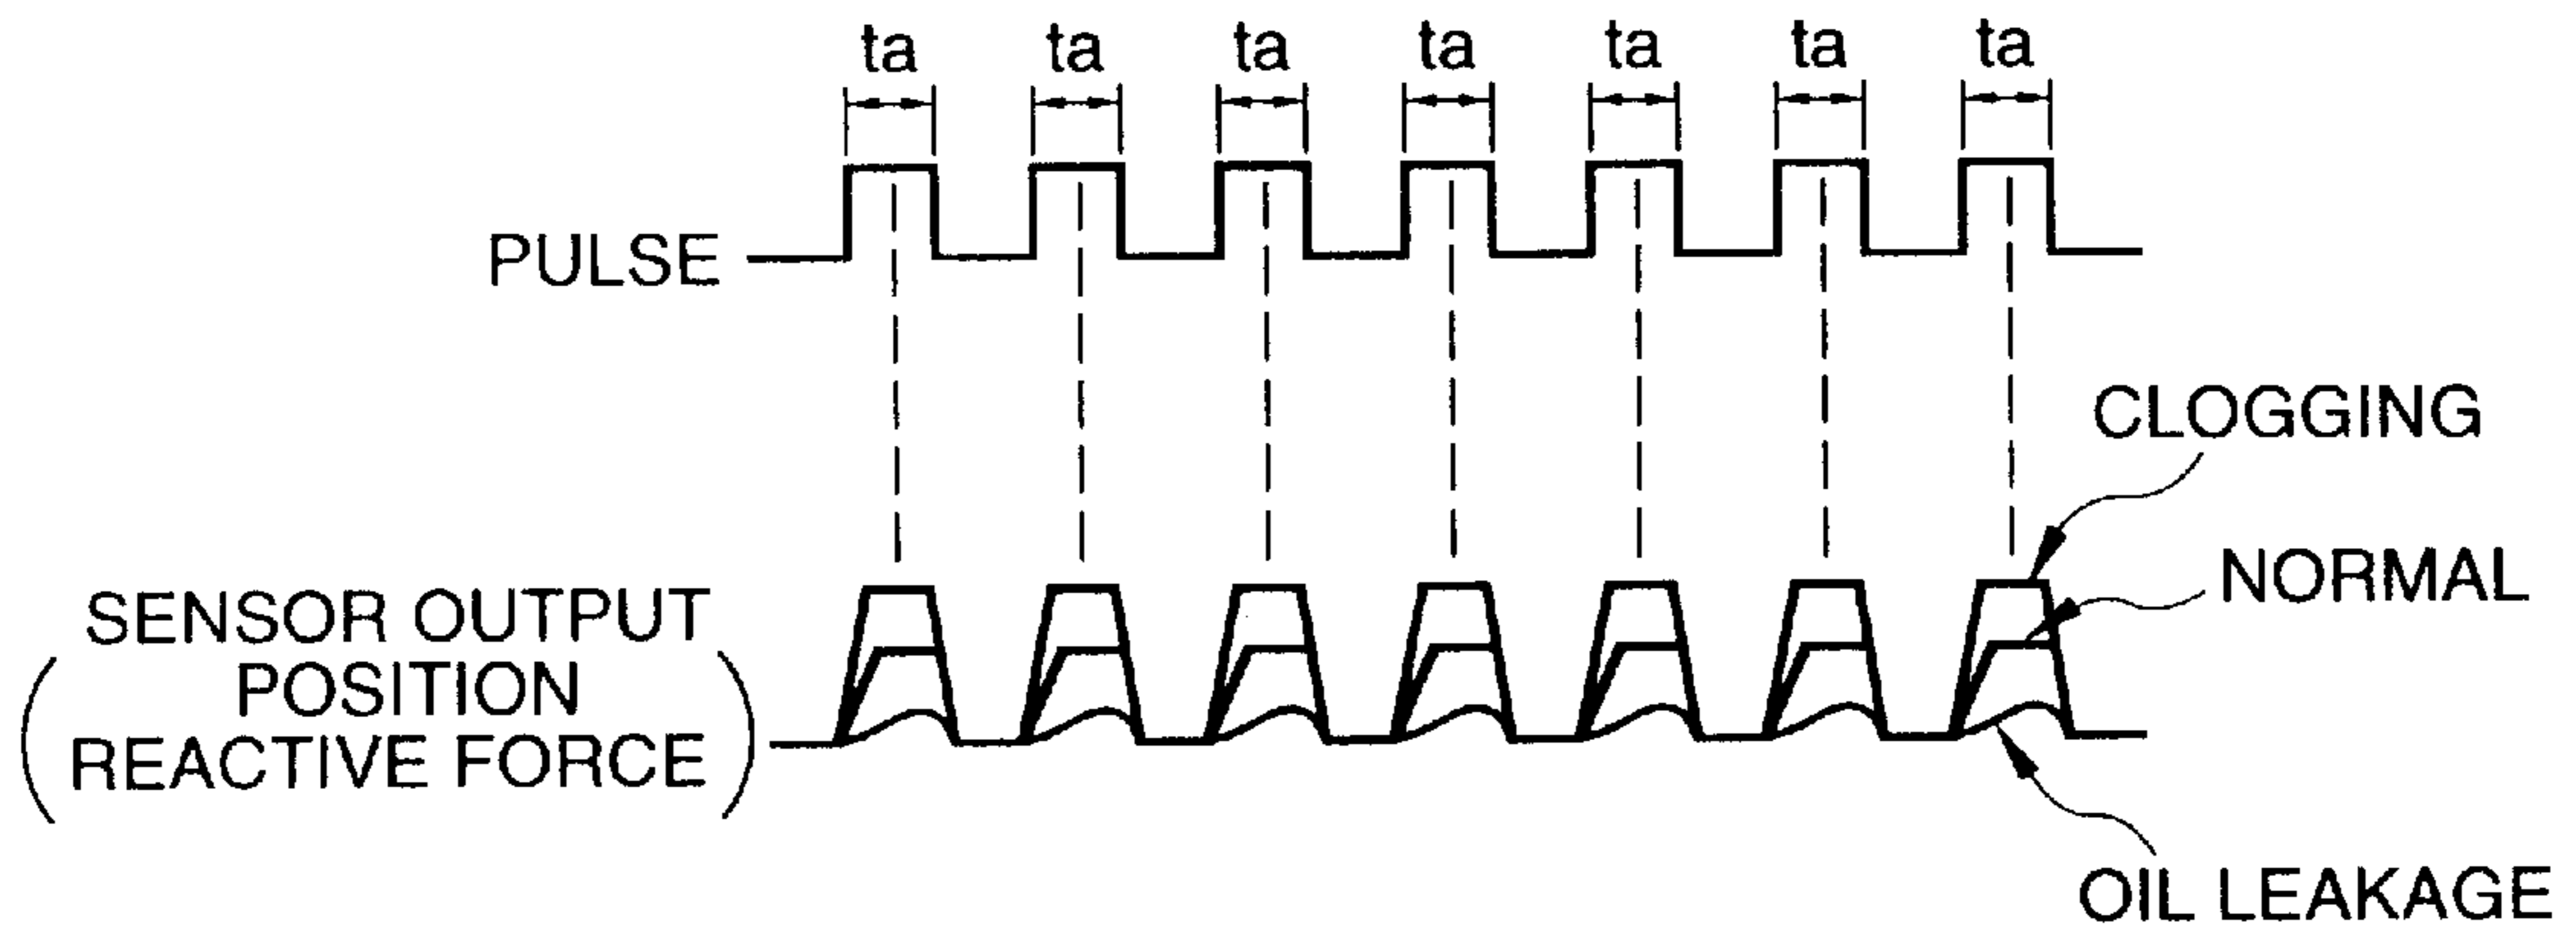 ta ta ta ta ta ta ta
PULSE
CLOGGING
NORMAL
SENSOR OUTPUT
POSITION
REACTIVE FORCE
OIL LEAKAGE